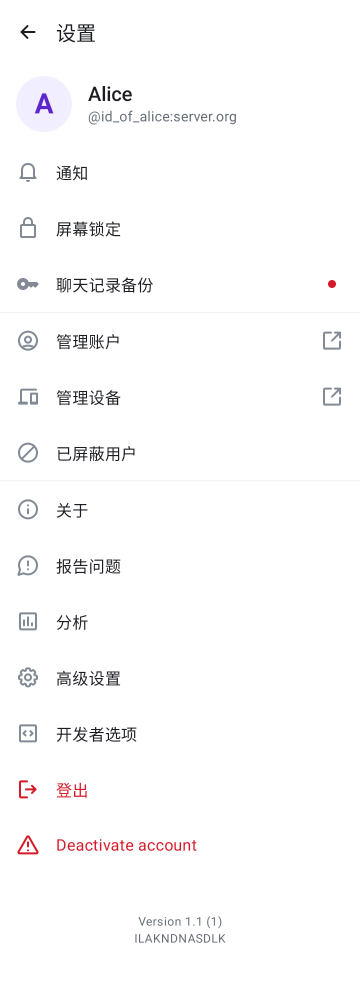 设置
A
Alice
@id_of_alice:server.org
通知
屏幕锁定
聊天记录备份
管理账户
管理设备
已屏蔽用户
关于
报告问题
分析
高级设置
开发者选项
登出
Deactivate account
Version 1.1 (1)
ILAKNDNASDLK